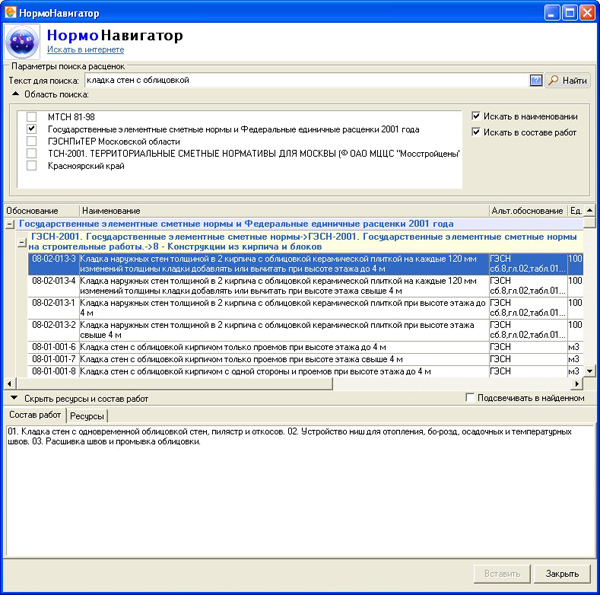 НормоНавигатор
НормоНавигатор
Искать в интернете
Параметры поиска расценок
Текст для поиска: кладка стен с облицовкой Найти
Область поиска:
МТСН 81-98
Государственные элементные сметные нормы и Федеральные единичные расценки 2001 года
ГЭСНПиТЕР Московской области
ТСН-2001. ТЕРРИТОРИАЛЬНЫЕ СМЕТНЫЕ НОРМАТИВЫ ДЛЯ МОСКВЫ (© ОАО МЦЦС "Мосстройцены"
Красноярский край
Искать в наименовании
Искать в составе работ
Обоснование Наименование Альт.обоснование Ед.
Государственные элементные сметные нормы и Федеральные единичные расценки 2001 года
ГЭСН-2001. Государственные элементные сметные нормы->ГЭСН-2001. Государственные элементные сметные нормы
на строительные работы.->8 - Конструкции из кирпича и блоков
08-02-013-3 Кладка наружных стен толщиной в 2 кирпича с облицовкой керамической плиткой на каждые 120 мм ГЭСН 100
изменений толщины кладки добавлять или вычитать при высоте этажа до 4 м сб.8,гл.02,табл.01...
08-02-013-4 Кладка наружных стен толщиной в 2 кирпича с облицовкой керамической плиткой на каждые 120 мм ГЭСН 100
изменений толщины кладки добавлять или вычитать при высоте этажа свыше 4 м сб.8,гл.02,табл.01...
08-02-013-1 Кладка наружных стен толщиной в 2 кирпича с облицовкой керамической плиткой при высоте этажа до ГЭСН 100
4 м сб.8,гл.02,табл.01...
08-02-013-2 Кладка наружных стен толщиной в 2 кирпича с облицовкой керамической плиткой при высоте этажа ГЭСН 100
свыше 4 м сб.8,гл.02,табл.01...
08-01-001-6 Кладка стен с облицовкой кирпичом только проемов при высоте этажа до 4 м ГЭСН м3
08-01-001-7 Кладка стен с облицовкой кирпичом только проемов при высоте этажа свыше 4 м ГЭСН м3
08-01-001-8 Кладка стен с облицовкой кирпичом с одной стороны и проемов при высоте этажа до 4 м ГЭСН м3
Скрыть ресурсы и состав работ Подсвечивать в найденном
Состав работ Ресурсы
01. Кладка стен с одновременной облицовкой стен, пилястр и откосов. 02. Устройство ниш для отопления, бо-розд, осадочных и температурных
швов. 03. Расшивка швов и промывка облицовки.
Вставить Закрыть